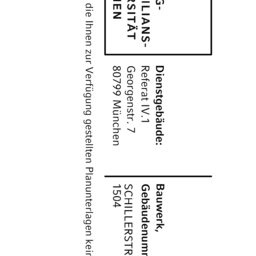 G-
ILIANS-
RSITÄT
EN
Dienstgebäude:
Referat IV.1
Georgenstr. 7
80799 München
Bauwerk,
Gebäudenumr
SCHILLERSTR
1504
die Ihnen zur Verfügung gestellten Planunterlagen keir